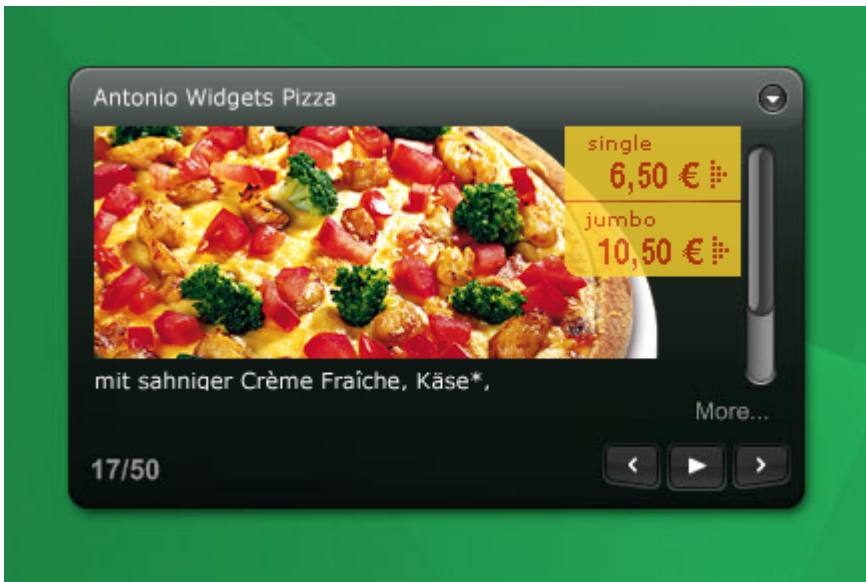 Antonio Widgets Pizza
single
6,50 €
jumbo
10,50 €
mit sahniger Crème Fraîche, Käse*,
More...
17/50